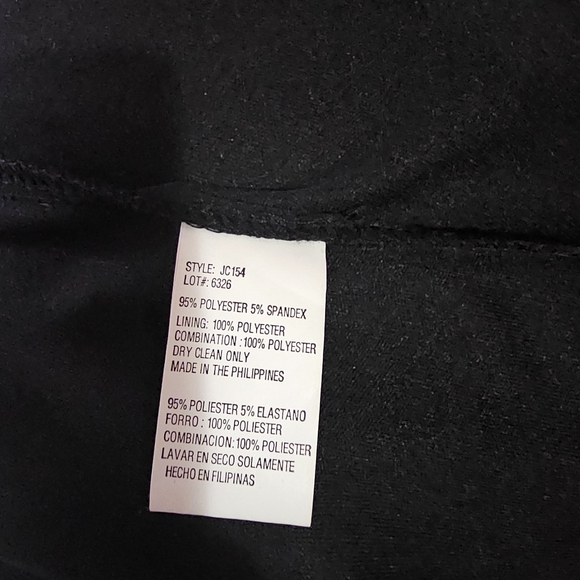 STYLE: JC154
LOT#: 6326
95% POLYESTER 5% SPANDEX
LINING: 100% POLYESTER
COMBINATION :100% POLYESTER
DRY CLEAN ONLY
MADE IN THE PHILIPPINES
95% POLIESTER 5% ELASTANO
FORRO : 100% POLIESTER
COMBINACION:100% POLIESTER
LAVAR EN SECO SOLAMENTE
HECHO EN FILIPINAS